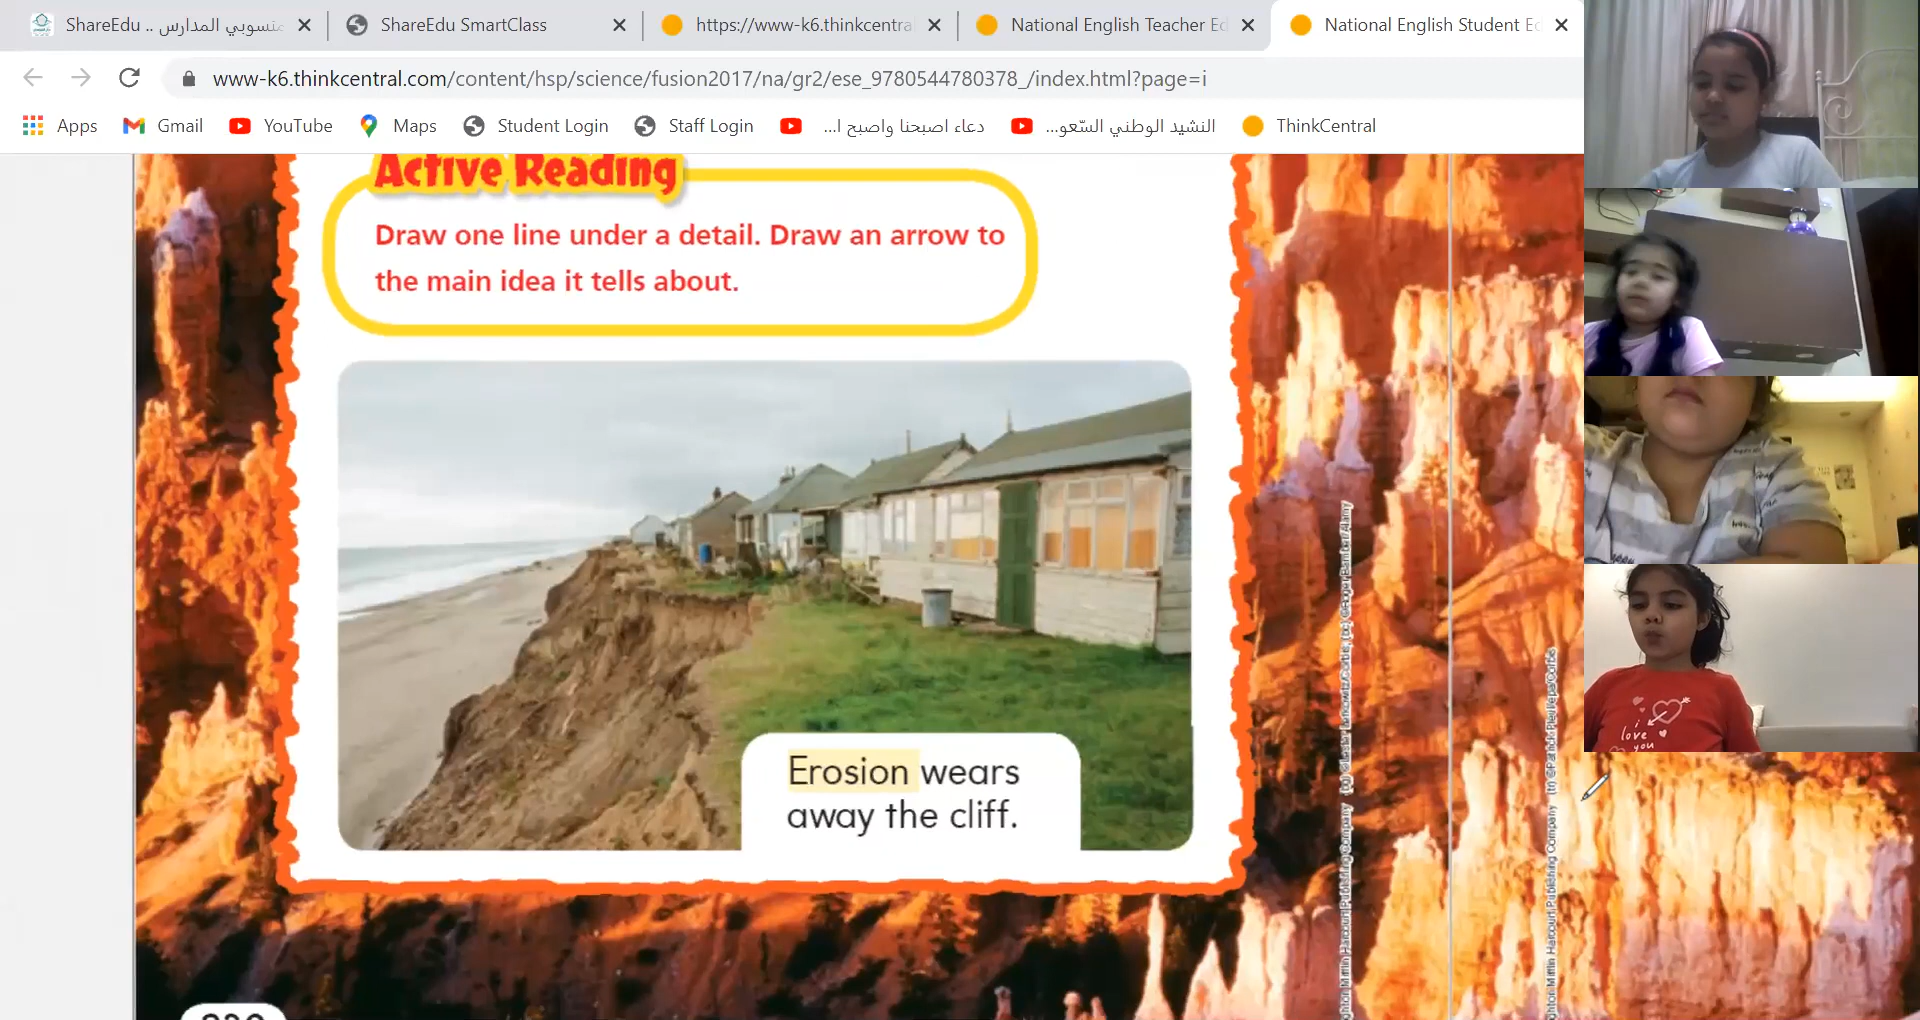 ShareEdu .. منسوبي المدارس
ShareEdu SmartClass
https://www-k6.thinkcentra
National English Teacher Ed
National English Student Ed
www-k6.thinkcentral.com/content/hsp/science/fusion2017/na/gr2/ese_9780544780378_/index.html?page=i
Apps
Gmail
YouTube
Maps
Student Login
Staff Login
دعاء اصبحنا واصبح ا...
النشيد الوطني السّعو...
ThinkCentral
Active Reading
Draw one line under a detail. Draw an arrow to
the main idea it tells about.
Erosion wears
away the cliff.
i
love
you